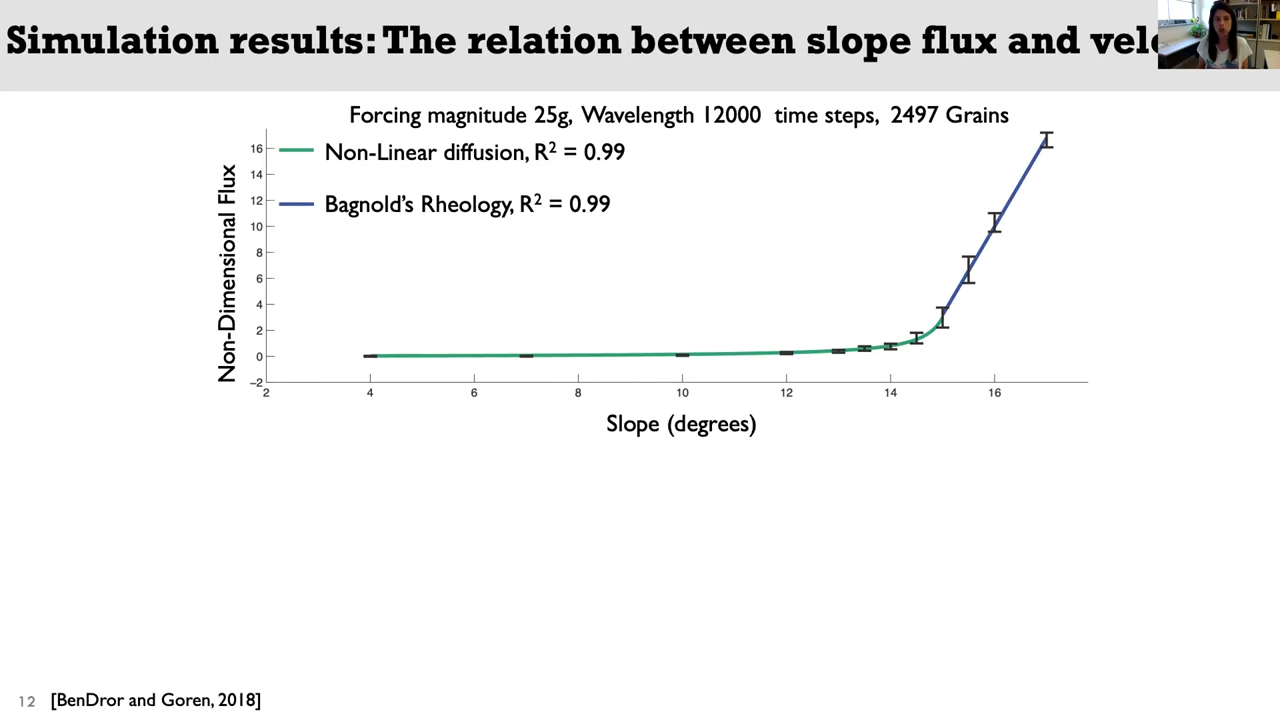 Simulation results: The relation between slope flux and velo
Forcing magnitude 25g, Wavelength 12000 time steps, 2497 Grains
Non-Linear diffusion, R² = 0.99
Bagnold's Rheology, R² = 0.99
Non-Dimensional Flux
16
14
12
10
8
6
4
2
0
−2
2 4 6 8 10 12 14 16
Slope (degrees)
12 [BenDror and Goren, 2018]